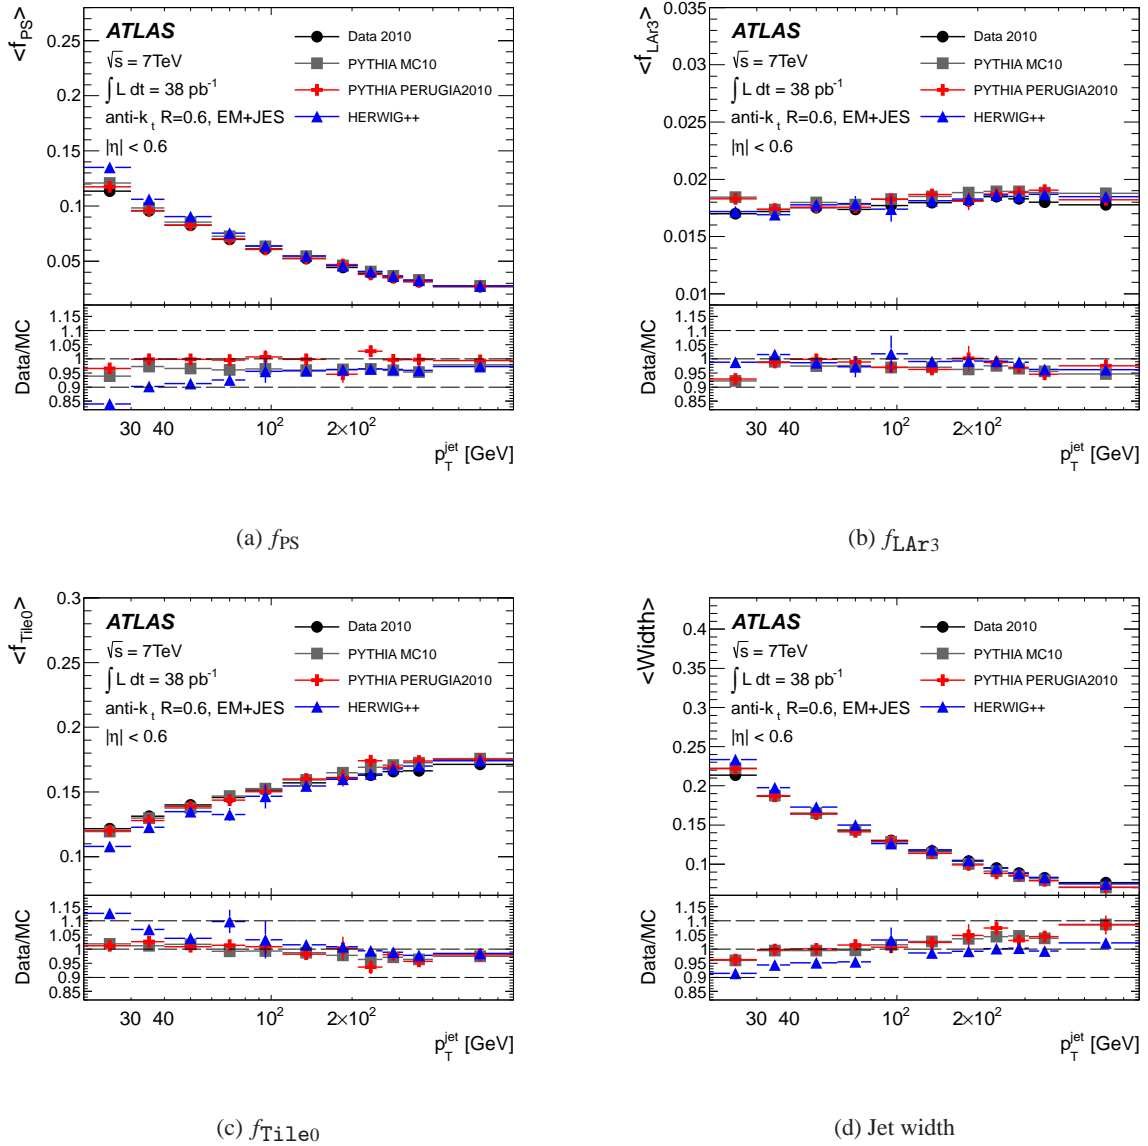 <f_PS>
ATLAS
√s = 7TeV
∫L dt = 38 pb⁻¹
anti-k_t R=0.6, EM+JES
|η| < 0.6
Data 2010
PYTHIA MC10
PYTHIA PERUGIA2010
HERWIG++
0.25
0.2
0.15
0.1
0.05
Data/MC
1.15
1.1
1.05
1
0.95
0.9
0.85
30 40 10² 2×10²
p_T^jet [GeV]
(a) f_PS
<f_LAr3>
ATLAS
√s = 7TeV
∫L dt = 38 pb⁻¹
anti-k_t R=0.6, EM+JES
|η| < 0.6
Data 2010
PYTHIA MC10
PYTHIA PERUGIA2010
HERWIG++
0.035
0.03
0.025
0.02
0.015
0.01
Data/MC
1.15
1.1
1.05
1
0.95
0.9
0.85
30 40 10² 2×10²
p_T^jet [GeV]
(b) f_LAr3
<f_Tile0>
ATLAS
√s = 7TeV
∫L dt = 38 pb⁻¹
anti-k_t R=0.6, EM+JES
|η| < 0.6
Data 2010
PYTHIA MC10
PYTHIA PERUGIA2010
HERWIG++
0.3
0.25
0.2
0.15
0.1
Data/MC
1.15
1.1
1.05
1
0.95
0.9
0.85
30 40 10² 2×10²
p_T^jet [GeV]
(c) f_Tile0
<Width>
ATLAS
√s = 7TeV
∫L dt = 38 pb⁻¹
anti-k_t R=0.6, EM+JES
|η| < 0.6
Data 2010
PYTHIA MC10
PYTHIA PERUGIA2010
HERWIG++
0.4
0.35
0.3
0.25
0.2
0.15
0.1
Data/MC
1.15
1.1
1.05
1
0.95
0.9
0.85
30 40 10² 2×10²
p_T^jet [GeV]
(d) Jet width